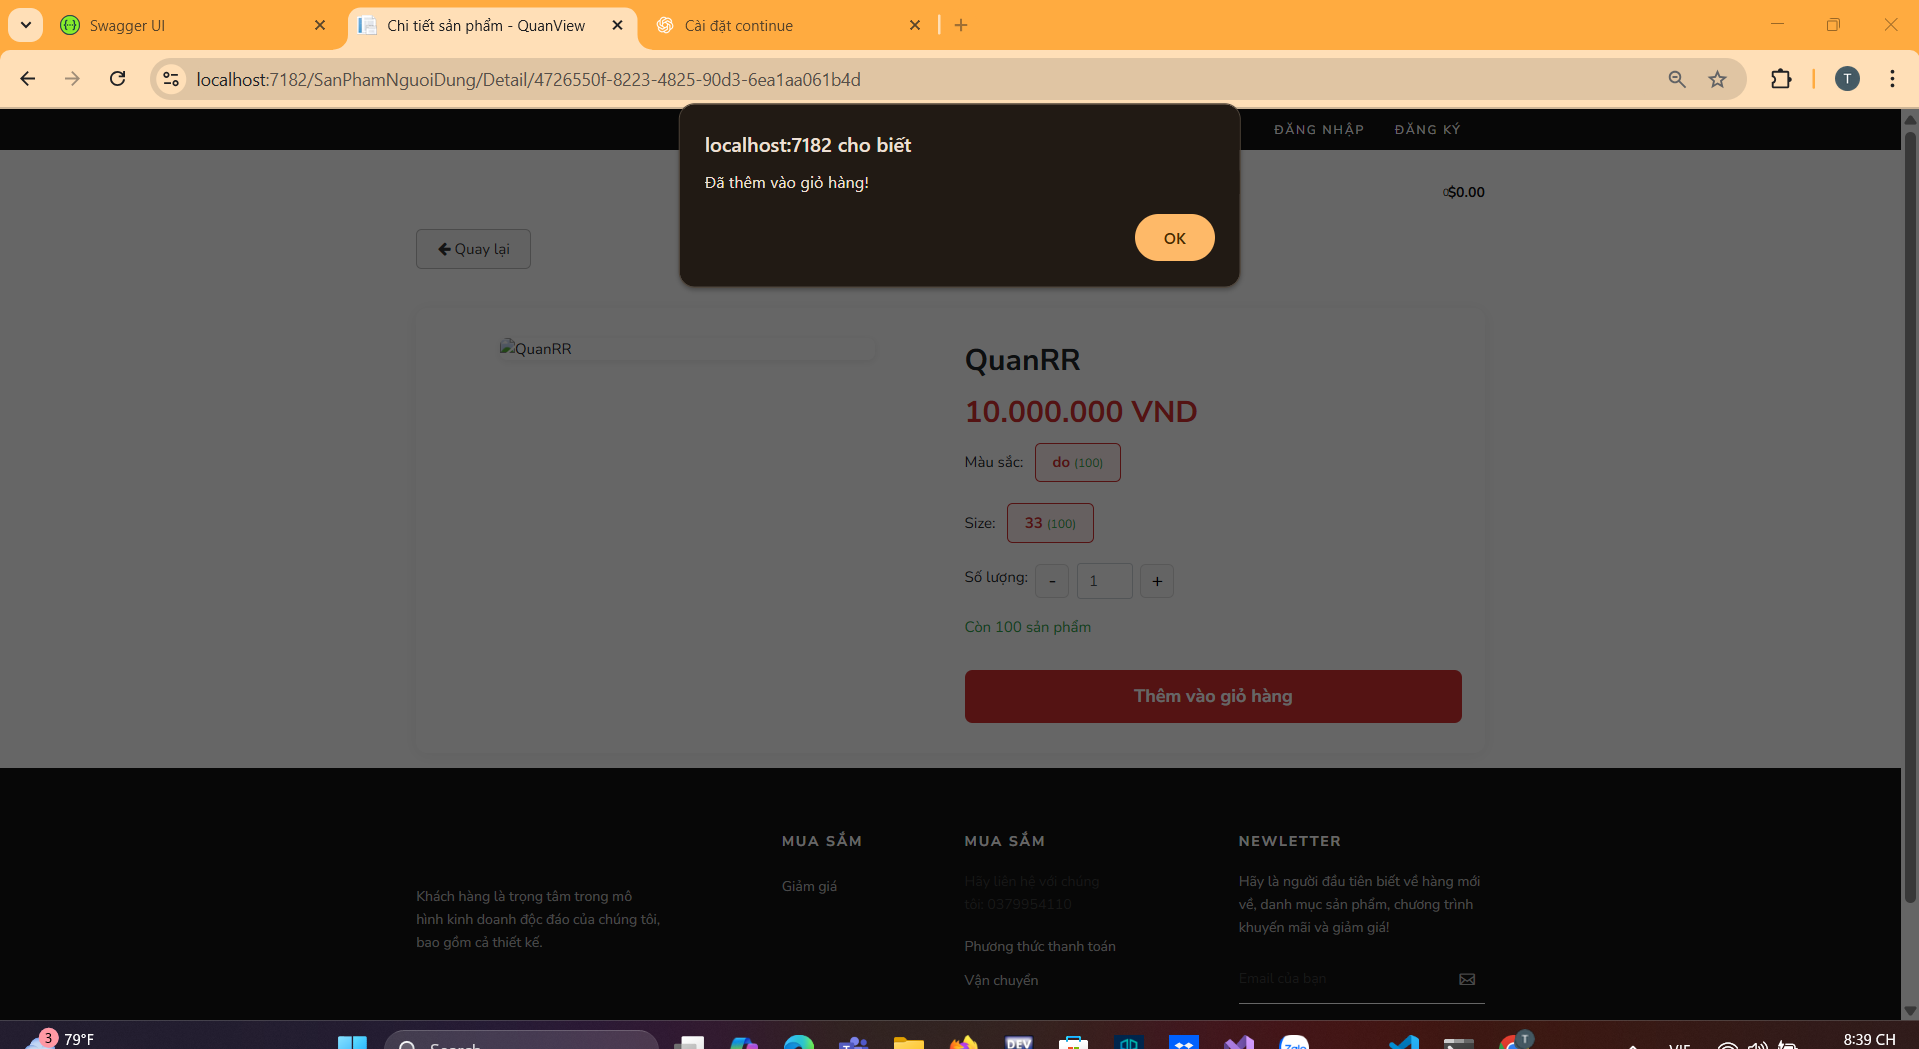 Swagger UI
Chi tiết sản phẩm - QuanView
Cài đặt continue
localhost:7182/SanPhamNguoiDung/Detail/4726550f-8223-4825-90d3-6ea1aa061b4d
T
localhost:7182 cho biết
Đã thêm vào giỏ hàng!
OK
ĐĂNG NHẬP
ĐĂNG KÝ
0
$0.00
Quay lại
QuanRR
QuanRR
10.000.000 VND
Màu sắc: do (100)
Size: 33 (100)
Số lượng: - 1 +
Còn 100 sản phẩm
Thêm vào giỏ hàng
Khách hàng là trọng tâm trong mô
hình kinh doanh độc đáo của chúng tôi,
bao gồm cả thiết kế.
MUA SẮM
Giảm giá
MUA SẮM
Hãy liên hệ với chúng
tôi: 0379954110
Phương thức thanh toán
Vận chuyển
NEWLETTER
Hãy là người đầu tiên biết về hàng mới
về, danh mục sản phẩm, chương trình
khuyến mãi và giảm giá!
Email của bạn
3
79°F
Search
DEV
Zalo
T
VIE
8:39 CH